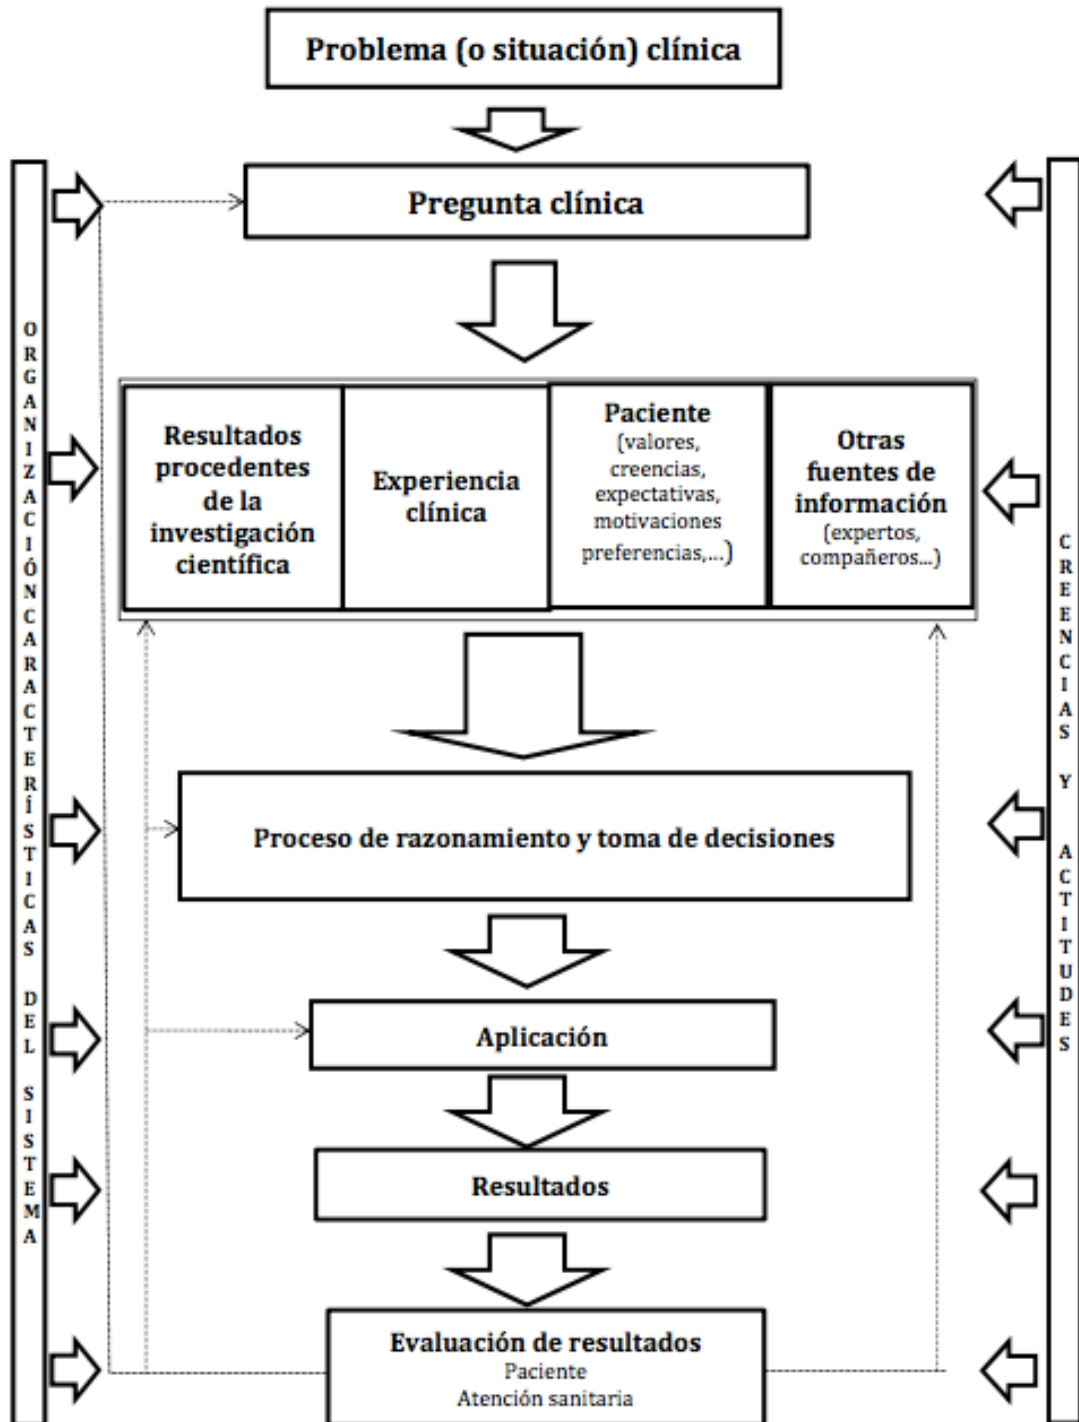 Problema (o situación) clínica
Pregunta clínica
Resultados
procedentes
de la
investigación
científica
Experiencia
clínica
Paciente
(valores,
creencias,
expectativas,
motivaciones
preferencias,...)
Otras
fuentes de
información
(expertos,
compañeros...)
Proceso de razonamiento y toma de decisiones
Aplicación
Resultados
Evaluación de resultados
Paciente
Atención sanitaria
ORGANIZACIÓNCARACTERÍSTICAS DEL SISTEMA
CREENCIAS Y ACTITUDES